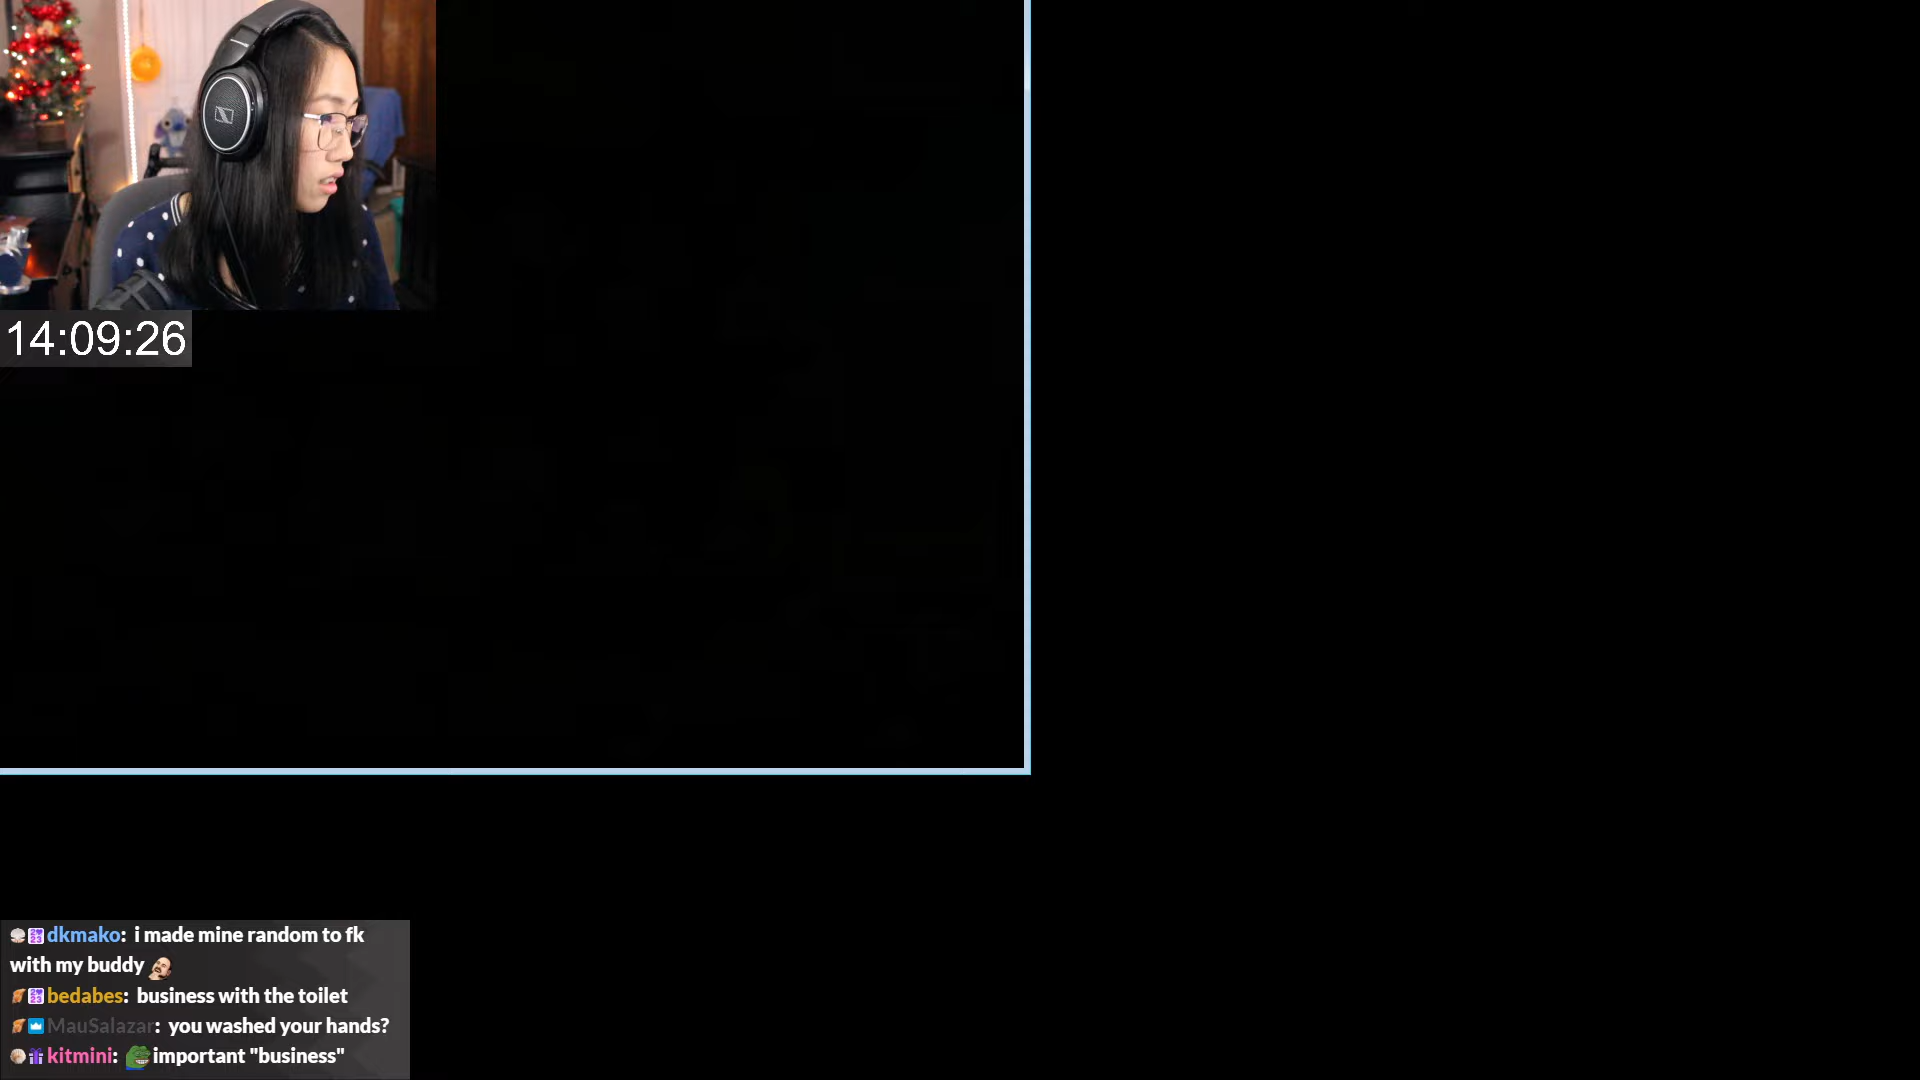 14:09:26
dkmako: i made mine random to fk
with my buddy
bedabes: business with the toilet
MauSalazar: you washed your hands?
kitmini: important "business"